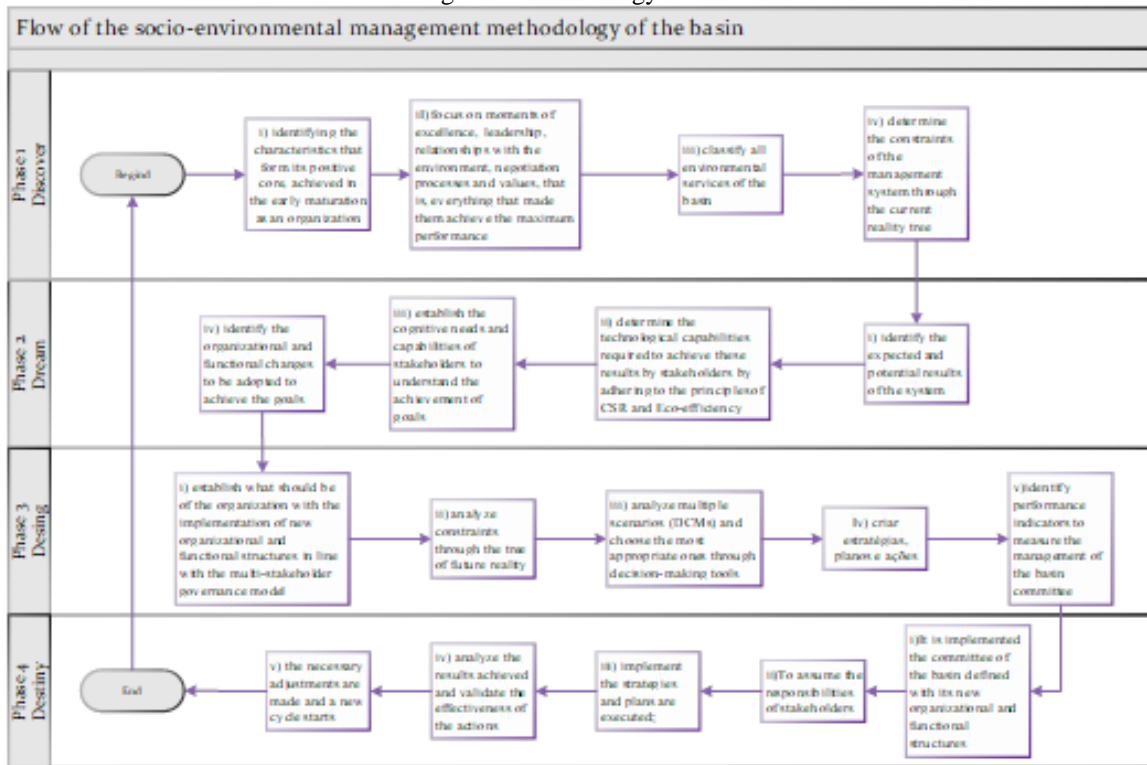 Flow of the socio-environmental management methodology of the basin
Phase 1
Discover
Begind
i) identifying the
characteristics that
form its positive
core, achieved in
the early maturation
as an organization
ii) focus on moments of
excellence, leadership,
relationships with the
environment, negotiation
processes and values, that
is, everything that made
them achieve the maximum
performance
iii) classify all
environmental
services of the
basin
iv) determine
the constraints
of the
management
system through
the current
reality tree
Phase 2
Dream
iv) identify the
organizational and
functional changes
to be adopted to
achieve the goals
iii) establish the
cognitive needs and
capabilities of
stakeholders to
understand the
achievement of
goals
ii) determine the
technological capabilities
required to achieve these
results by stakeholders by
adhering to the principles of
CSR and Eco-efficiency
i) identify the
expected and
potential results
of the system
Phase 3
Desing
i) establish what should be
of the organization with the
implementation of new
organizational and
functional structures in line
with the multi-stakeholder
governance model
ii) analyze
constraints
through the tree
of future reality
iii) analyze multiple
scenarios (DCMs) and
choose the most
appropriate ones through
decision-making tools
iv) criar
estratégias,
planos e ações
v) identify
performance
indicators to
measure the
management of
the basin
committee
Phase 4
Destiny
End
v) the necessary
adjustments are
made and a new
cycle starts
iv) analyze the
results achieved
and validate the
effectiveness of
the actions
iii) implement
the strategies
and plans are
executed;
ii) To assume the
responsibilities
of stakeholders
i) It is implemented
the committee of
the basin defined
with its new
organizational and
functional
structures